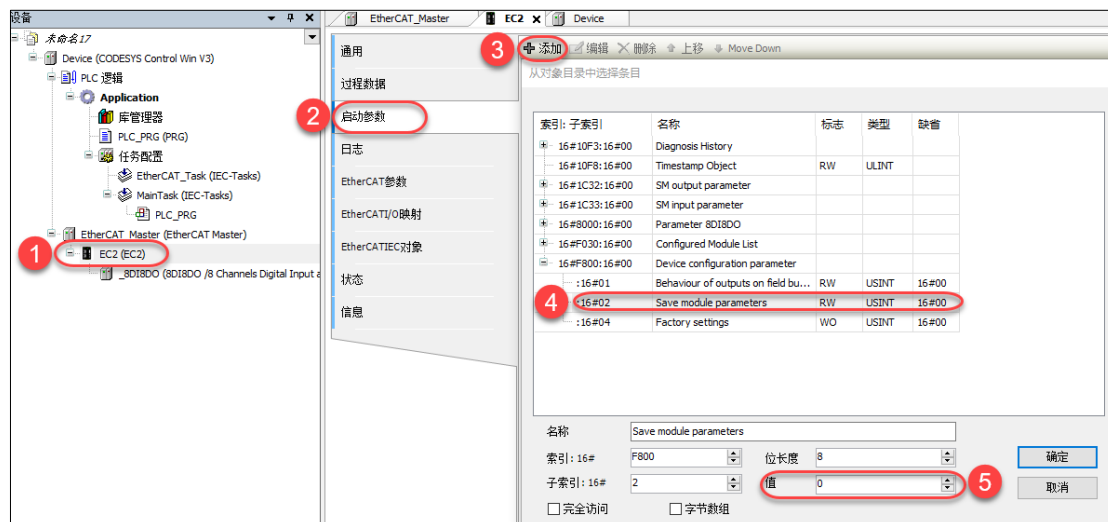 设备
未命名17
Device (CODESYS Control Win V3)
PLC 逻辑
Application
库管理器
PLC_PRG (PRG)
任务配置
EtherCAT_Task (IEC-Tasks)
MainTask (IEC-Tasks)
PLC_PRG
EtherCAT_Master (EtherCAT Master)
1
EC2 (EC2)
_8DI8DO (8DI8DO /8 Channels Digital Input a
EtherCAT_Master
EC2
Device
通用
过程数据
2
启动参数
日志
EtherCAT参数
EtherCATI/O映射
EtherCATIEC对象
状态
信息
3
添加 编辑 删除 上移 Move Down
从对象目录中选择条目
索引: 子索引 名称 标志 类型 缺省
16#10F3:16#00 Diagnosis History
16#10F8:16#00 Timestamp Object RW ULINT
16#1C32:16#00 SM output parameter
16#1C33:16#00 SM input parameter
16#8000:16#00 Parameter 8DI8DO
16#F030:16#00 Configured Module List
16#F800:16#00 Device configuration parameter
:16#01 Behaviour of outputs on field bu... RW USINT 16#00
4 :16#02 Save module parameters RW USINT 16#00
:16#04 Factory settings WO USINT 16#00
名称 Save module parameters
索引: 16# F800 位长度 8 确定
子索引: 16# 2 值 0 5 取消
完全访问 字节数组